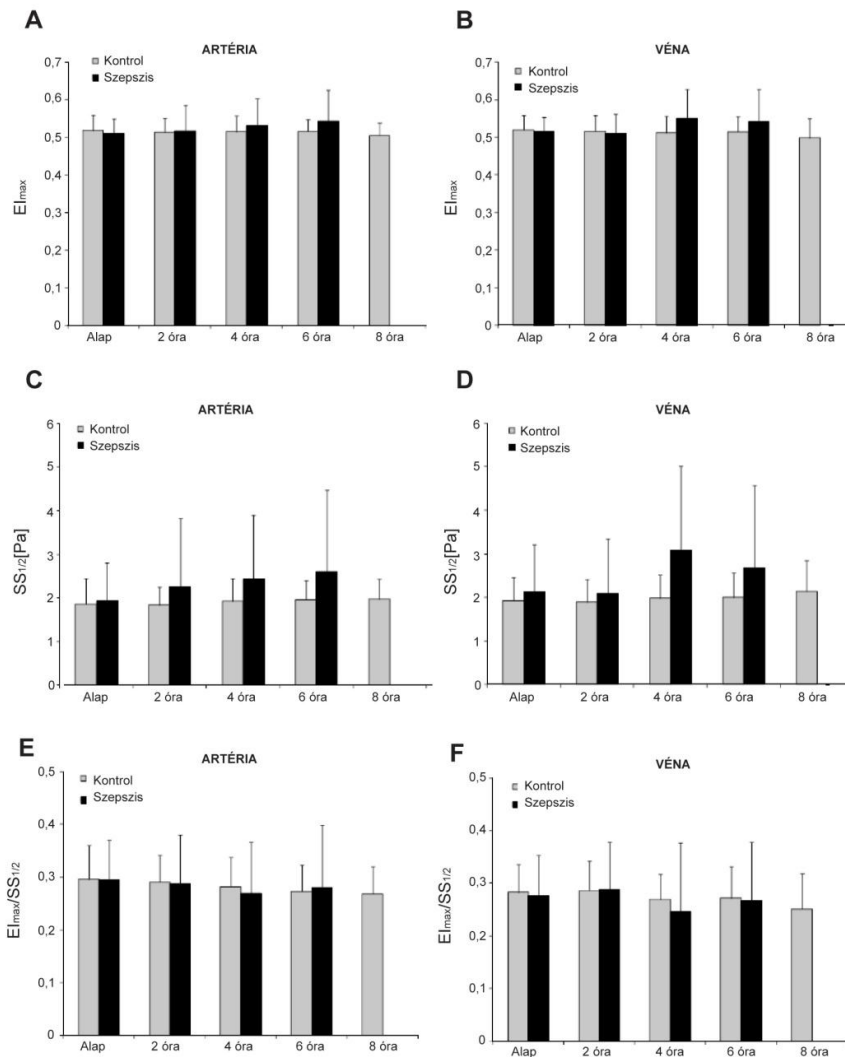 A
ARTÉRIA
Kontrol
Szepszis
0,7
0,6
0,5
0,4
0,3
0,2
0,1
0
EImax
Alap 2 óra 4 óra 6 óra 8 óra
B
VÉNA
Kontrol
Szepszis
0,7
0,6
0,5
0,4
0,3
0,2
0,1
0
EImax
Alap 2 óra 4 óra 6 óra 8 óra
C
ARTÉRIA
Kontrol
Szepszis
6
5
4
3
2
1
0
SS1/2[Pa]
Alap 2 óra 4 óra 6 óra 8 óra
D
VÉNA
Kontrol
Szepszis
6
5
4
3
2
1
0
SS1/2[Pa]
Alap 2 óra 4 óra 6 óra 8 óra
E
ARTÉRIA
Kontrol
Szepszis
0,5
0,4
0,3
0,2
0,1
0
EImax/SS1/2
Alap 2 óra 4 óra 6 óra 8 óra
F
VÉNA
Kontrol
Szepszis
0,5
0,4
0,3
0,2
0,1
0
EImax/SS1/2
Alap 2 óra 4 óra 6 óra 8 óra